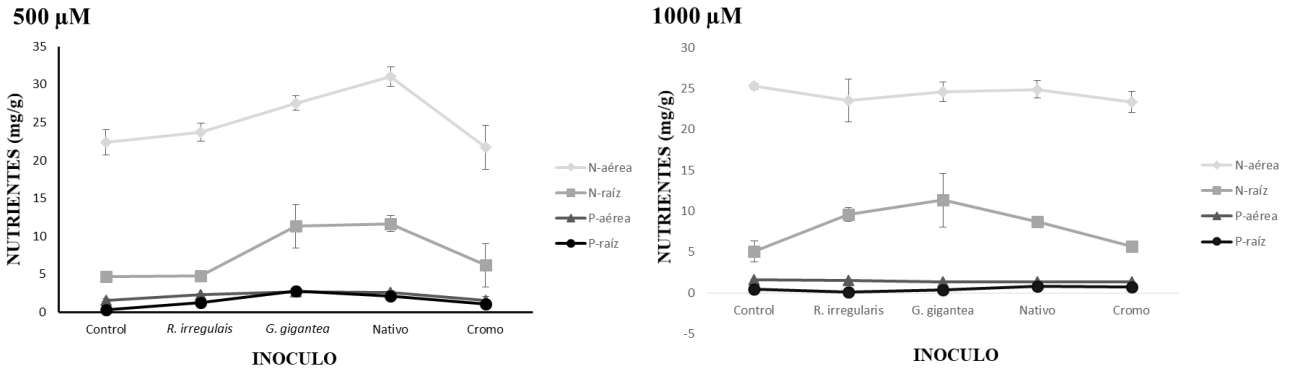 500 µM
NUTRIENTES (mg/g)
35
30
25
20
15
10
5
0
Control R. irregulais G. gigantea Nativo Cromo
INOCULO
N-aérea
N-raíz
P-aérea
P-raíz
1000 µM
NUTRIENTES (mg/g)
30
25
20
15
10
5
0
-5
Control R. irregularis G. gigantea Nativo Cromo
INOCULO
N-aérea
N-raíz
P-aérea
P-raíz